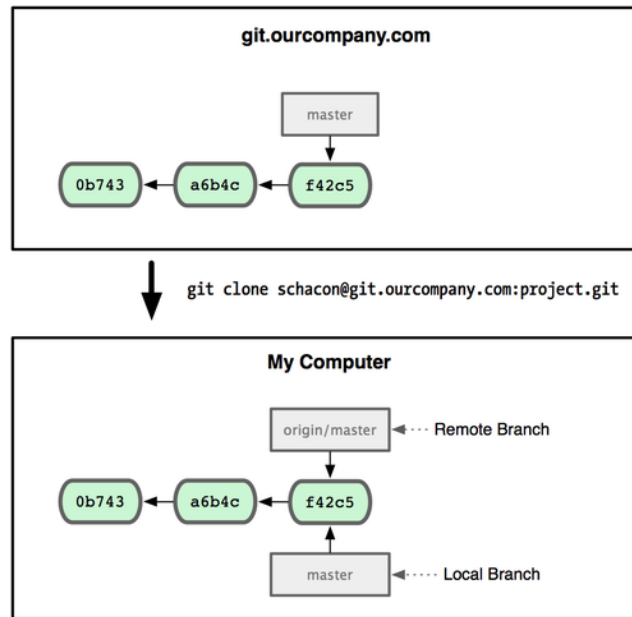 git.ourcompany.com
master
0b743 a6b4c f42c5
git clone schacon@git.ourcompany.com:project.git
My Computer
origin/master Remote Branch
0b743 a6b4c f42c5
master Local Branch